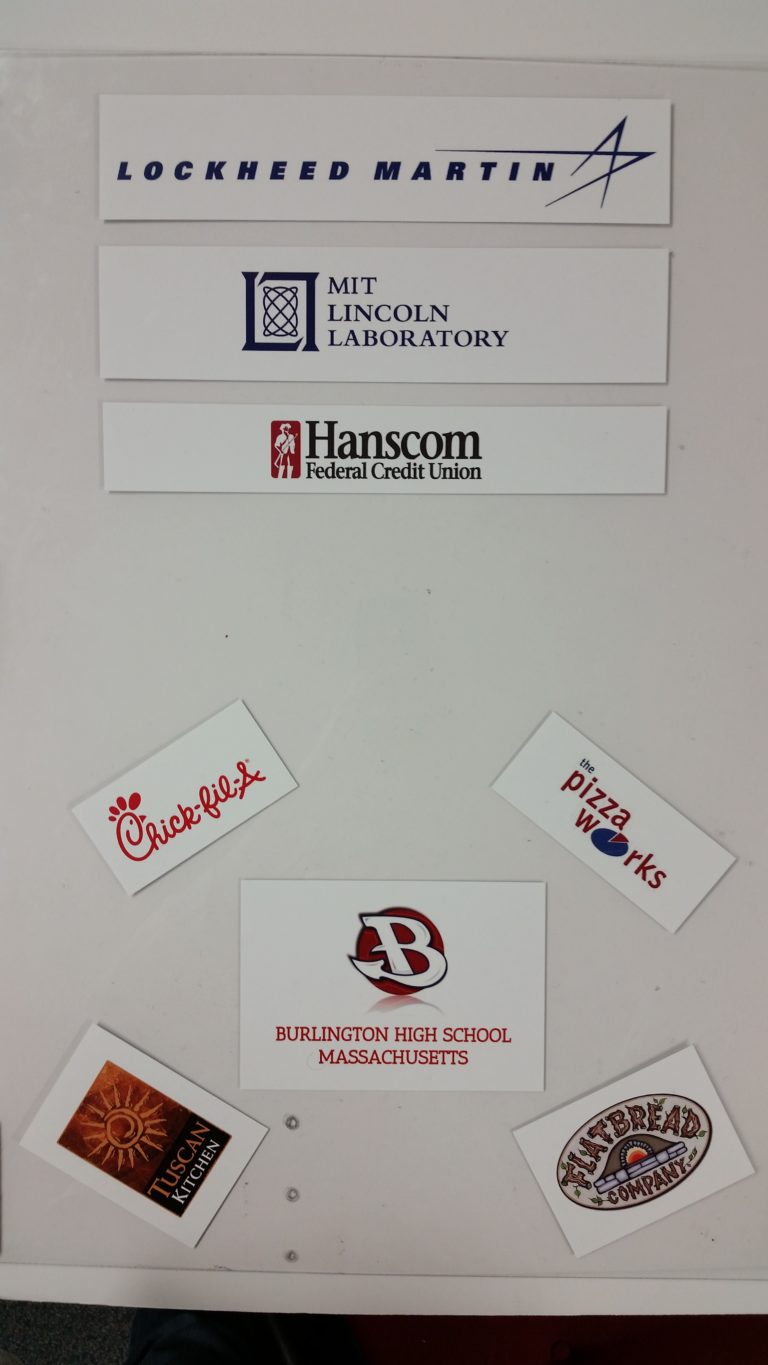 LOCKHEED MARTIN
MIT
LINCOLN
LABORATORY
Hanscom
Federal Credit Union
Chick-fil-A
the
pizza
works
B
BURLINGTON HIGH SCHOOL
MASSACHUSETTS
TUSCAN
KITCHEN
FLATBREAD
COMPANY